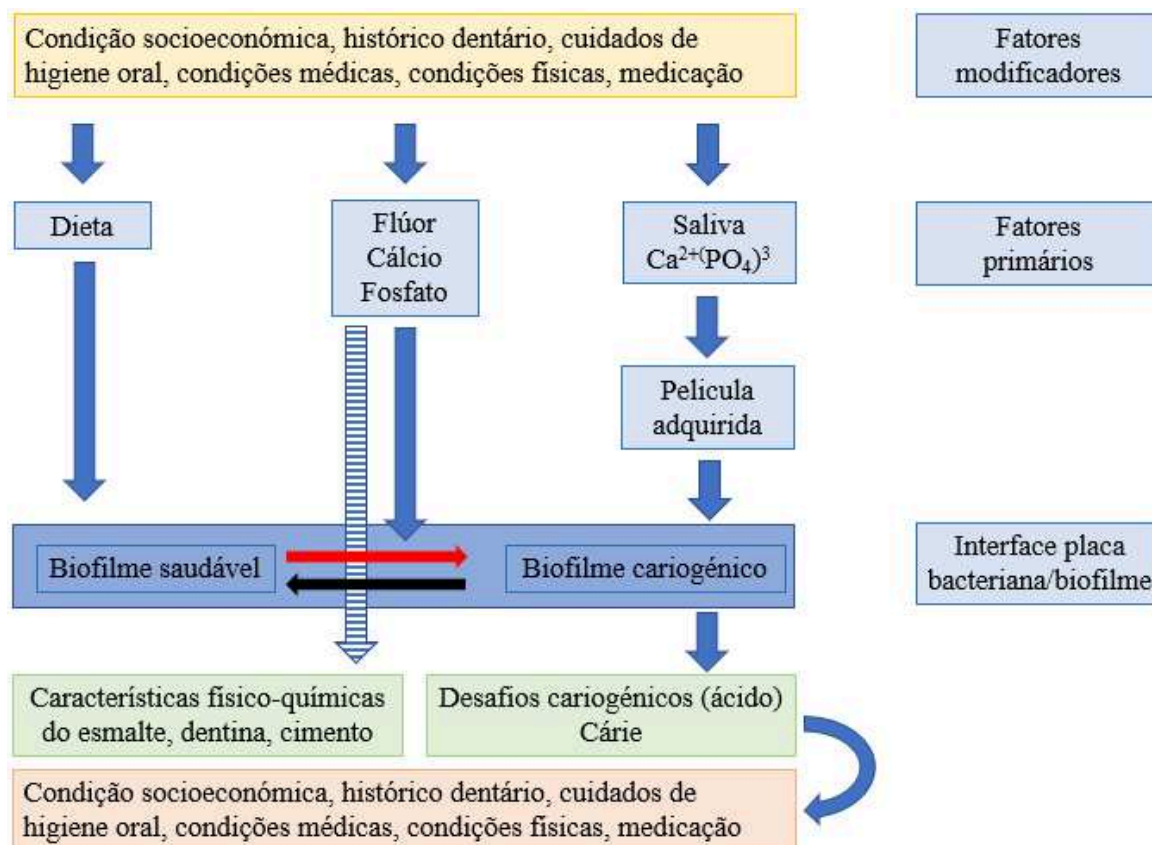 Condição socioeconómica, histórico dentário, cuidados de
higiene oral, condições médicas, condições físicas, medicação
Fatores
modificadores
Dieta
Flúor
Cálcio
Fosfato
Saliva
Ca²⁺⁽PO₄)³
Fatores
primários
Pelicula
adquirida
Biofilme saudável
Biofilme cariogénico
Interface placa
bacteriana/biofilme
Características físico-químicas
do esmalte, dentina, cimento
Desafios cariogénicos (ácido)
Cárie
Condição socioeconómica, histórico dentário, cuidados de
higiene oral, condições médicas, condições físicas, medicação